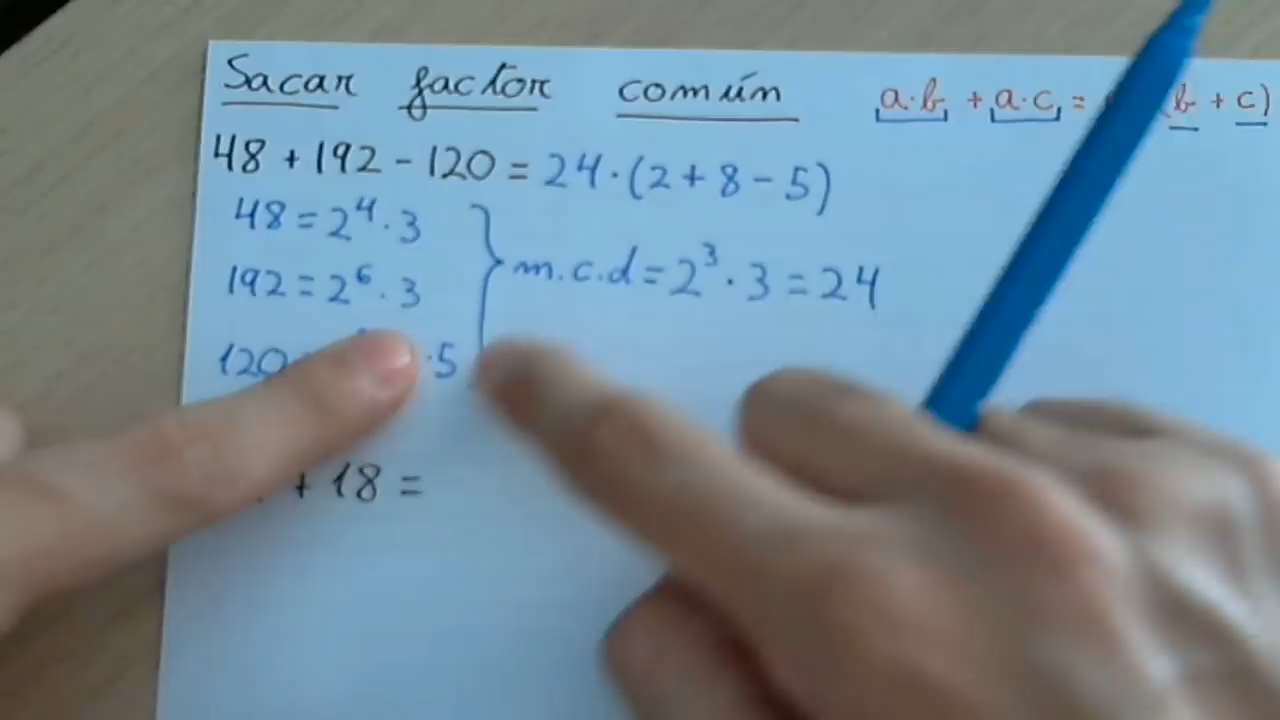 Sacar factor común
a·b + a·c = (b + c)
48 + 192 - 120 = 24·(2 + 8 - 5)
48 = 2⁴·3
192 = 2⁶·3
m.c.d = 2³·3 = 24
120 ·5
+ 18 =